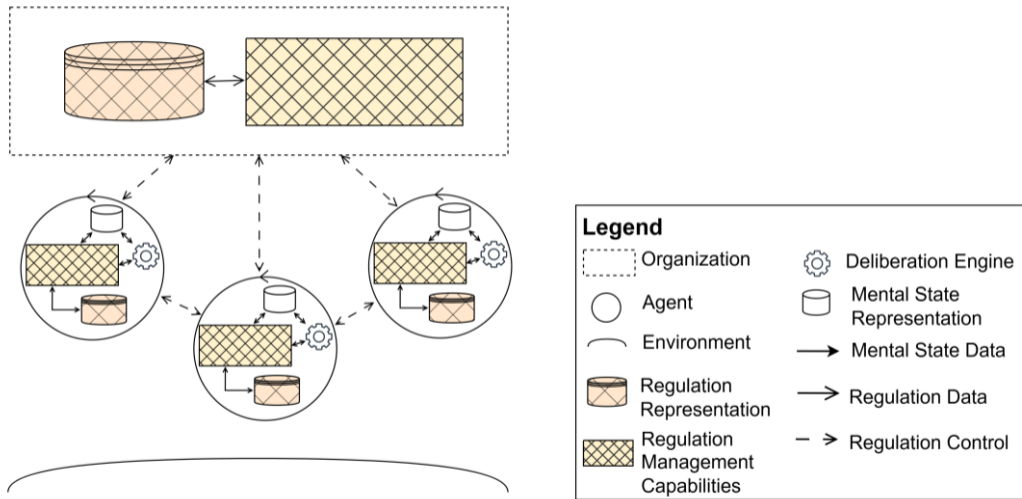 Legend
Organization
Agent
Environment
Regulation
Representation
Regulation
Management
Capabilities
Deliberation Engine
Mental State
Representation
Mental State Data
Regulation Data
Regulation Control